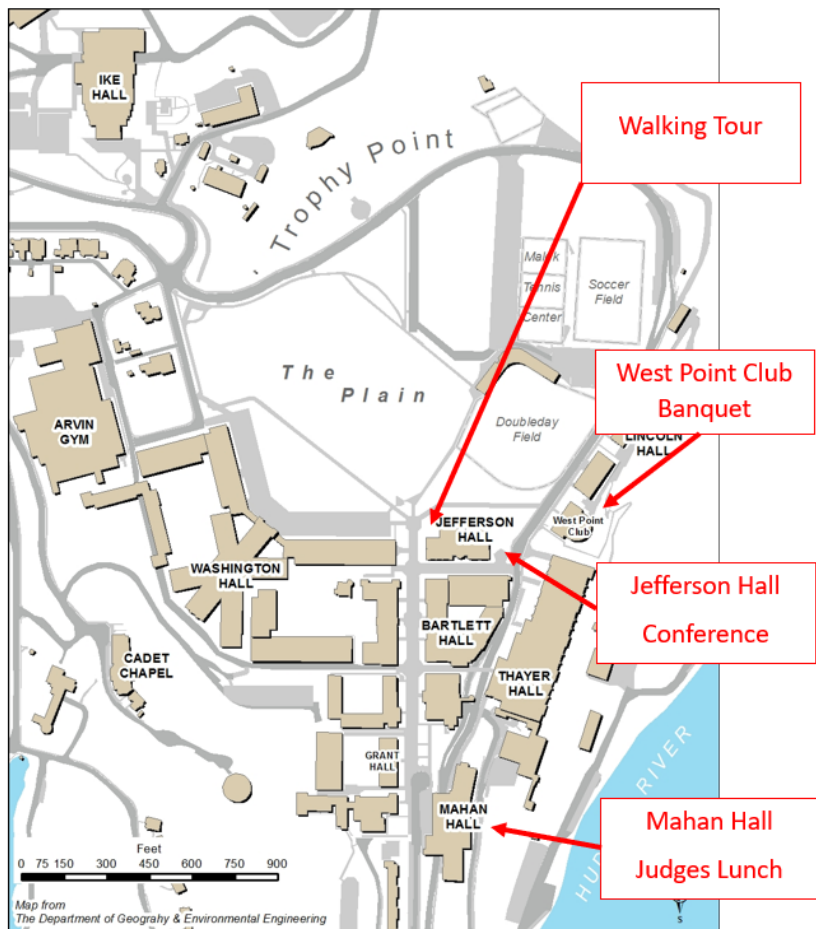 IKE
HALL
Trophy Point
Walking Tour
Malek
Tennis
Center
Soccer
Field
The
Plain
ARVIN
GYM
West Point Club
Banquet
Doubleday
Field
LINCOLN
HALL
West Point
Club
JEFFERSON
HALL
WASHINGTON
HALL
Jefferson Hall
Conference
BARTLETT
HALL
CADET
CHAPEL
THAYER
HALL
GRANT
HALL
RIVER
MAHAN
HALL
Mahan Hall
Judges Lunch
Feet
0 75 150 300 450 600 750 900
Map from
The Department of Geograhy & Environmental Engineering
S